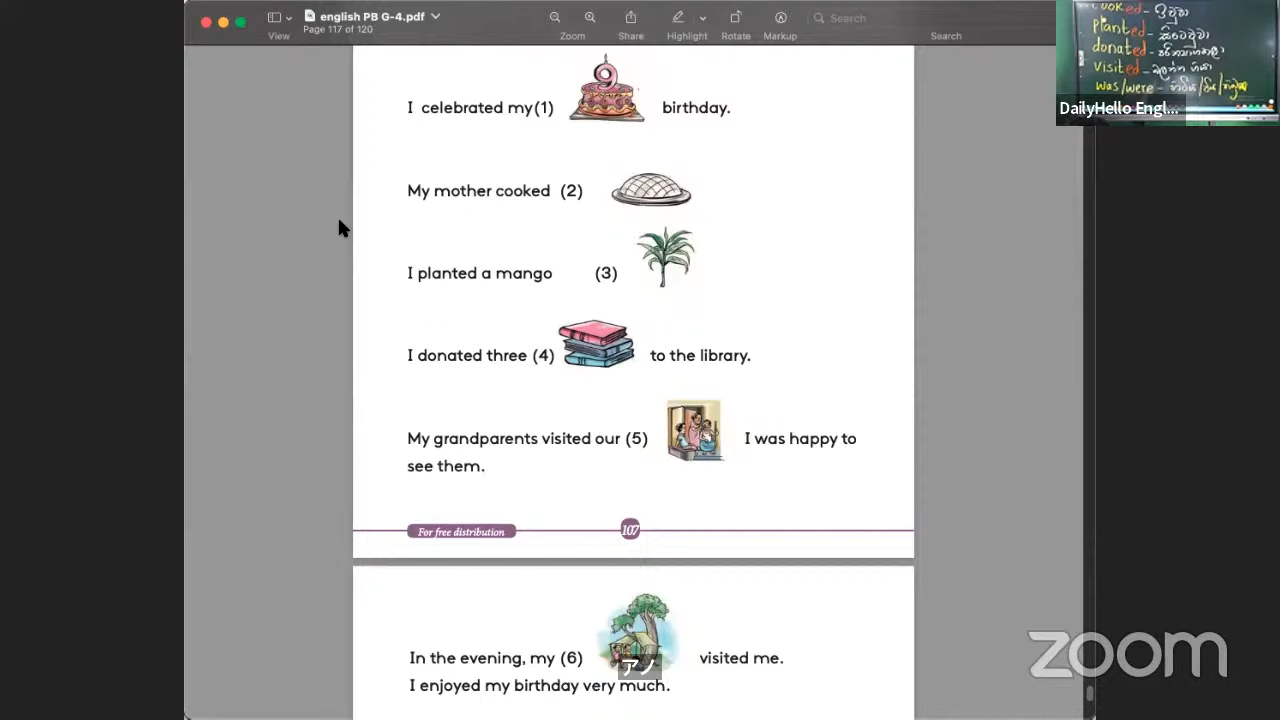 english PB G-4.pdf
Page 117 of 120
View
Zoom
Share
Highlight
Rotate
Markup
Search
Search
planted -
donated -
visited -
was/were -
DailyHello Engl...
I celebrated my (1) 9 birthday.
My mother cooked (2)
I planted a mango (3)
I donated three (4) to the library.
My grandparents visited our (5) I was happy to
see them.
For free distribution
107
In the evening, my (6) visited me.
アノ
I enjoyed my birthday very much.
zoom